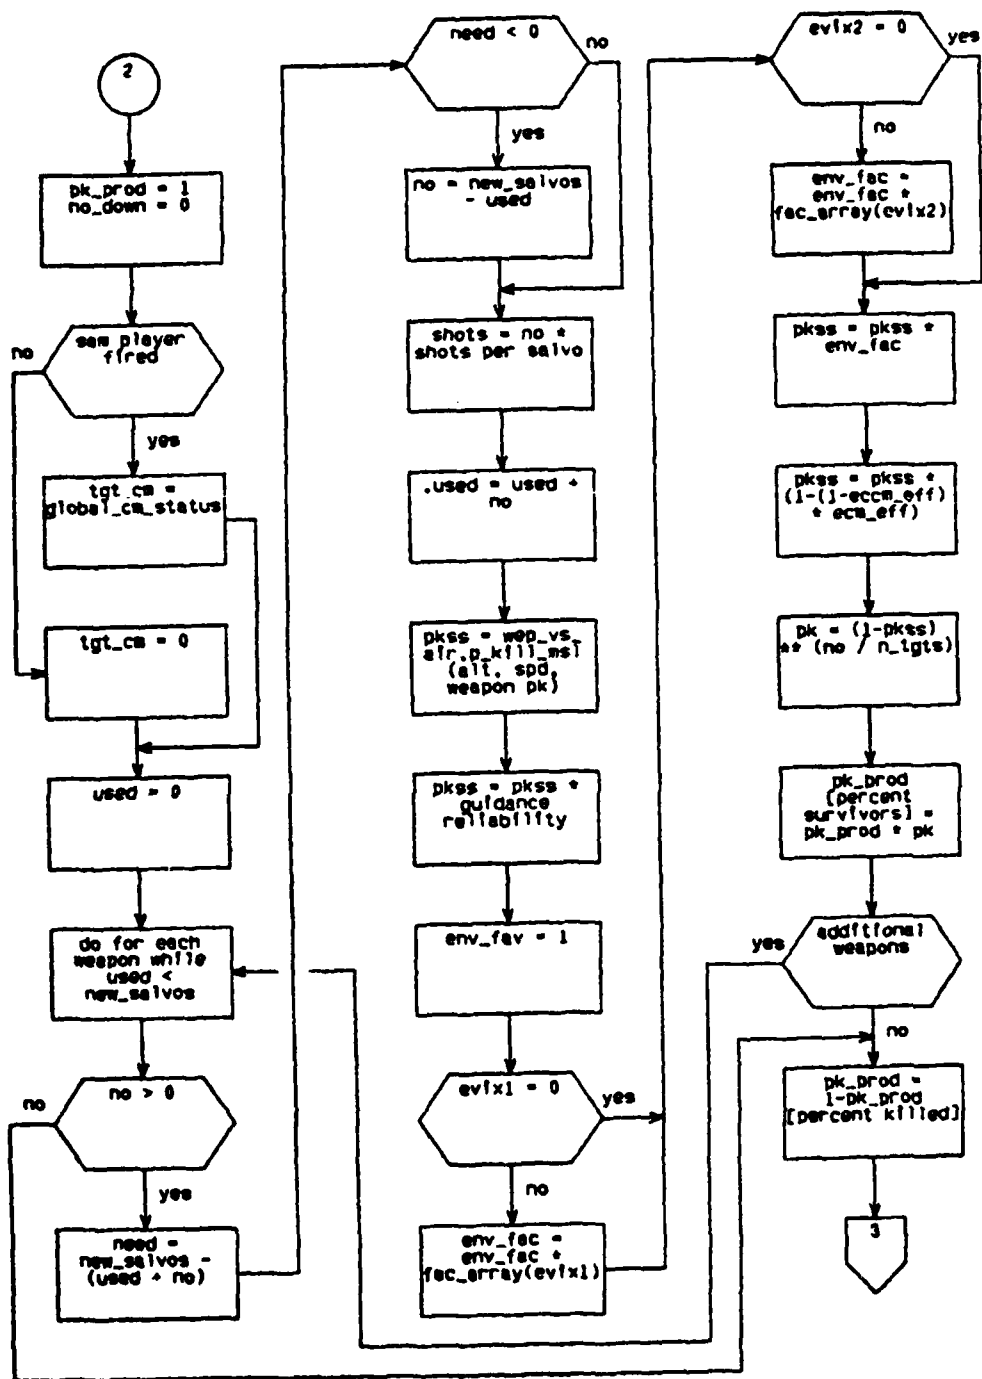 2
pk_prod = 1
no_down = 0
sam player
fired
no
yes
tgt_cm =
global_cm_status
tgt_cm = 0
used = 0
do for each
weapon while
used <
new_salvos
no > 0
no
yes
need =
new_salvos -
(used + no)
need < 0
no
yes
no = new_salvos
- used
shots = no *
shots per salvo
.used = used +
no
pkss = wep_vs_
air.p_kill_msl
(alt, spd,
weapon pk)
pkss = pkss *
guidance
reliability
env_fav = 1
evix1 = 0
yes
no
env_fac =
env_fac *
fac_array(evix1)
evix2 = 0
yes
no
env_fac =
env_fac *
fac_array(evix2)
pkss = pkss *
env_fac
pkss = pkss *
(1-(1-eccm_eff)
* ecm_eff)
pk = (1-pkss)
** (no / n_tgts)
pk_prod
[percent
survivors] =
pk_prod * pk
additional
weapons
yes
no
pk_prod =
1-pk_prod
[percent killed]
3